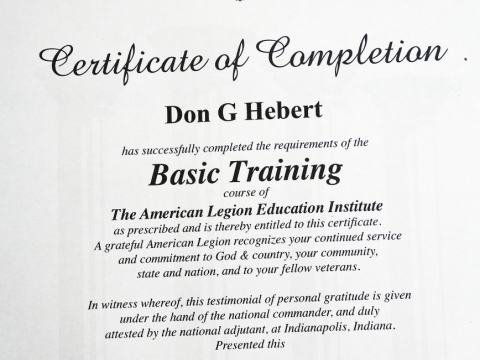 Certificate of Completion
Don G Hebert
has successfully completed the requirements of the
Basic Training
course of
The American Legion Education Institute
as prescribed and is thereby entitled to this certificate.
A grateful American Legion recognizes your continued service
and commitment to God & country, your community,
state and nation, and to your fellow veterans.
In witness whereof, this testimonial of personal gratitude is given
under the hand of the national commander, and duly
attested by the national adjutant, at Indianapolis, Indiana.
Presented this